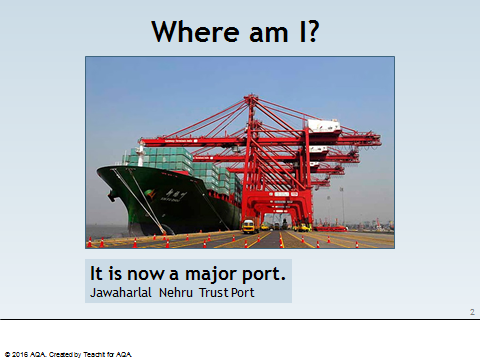 Where am I?
It is now a major port.
Jawaharlal Nehru Trust Port
2
© 2016 AQA. Created by Teachit for AQA.